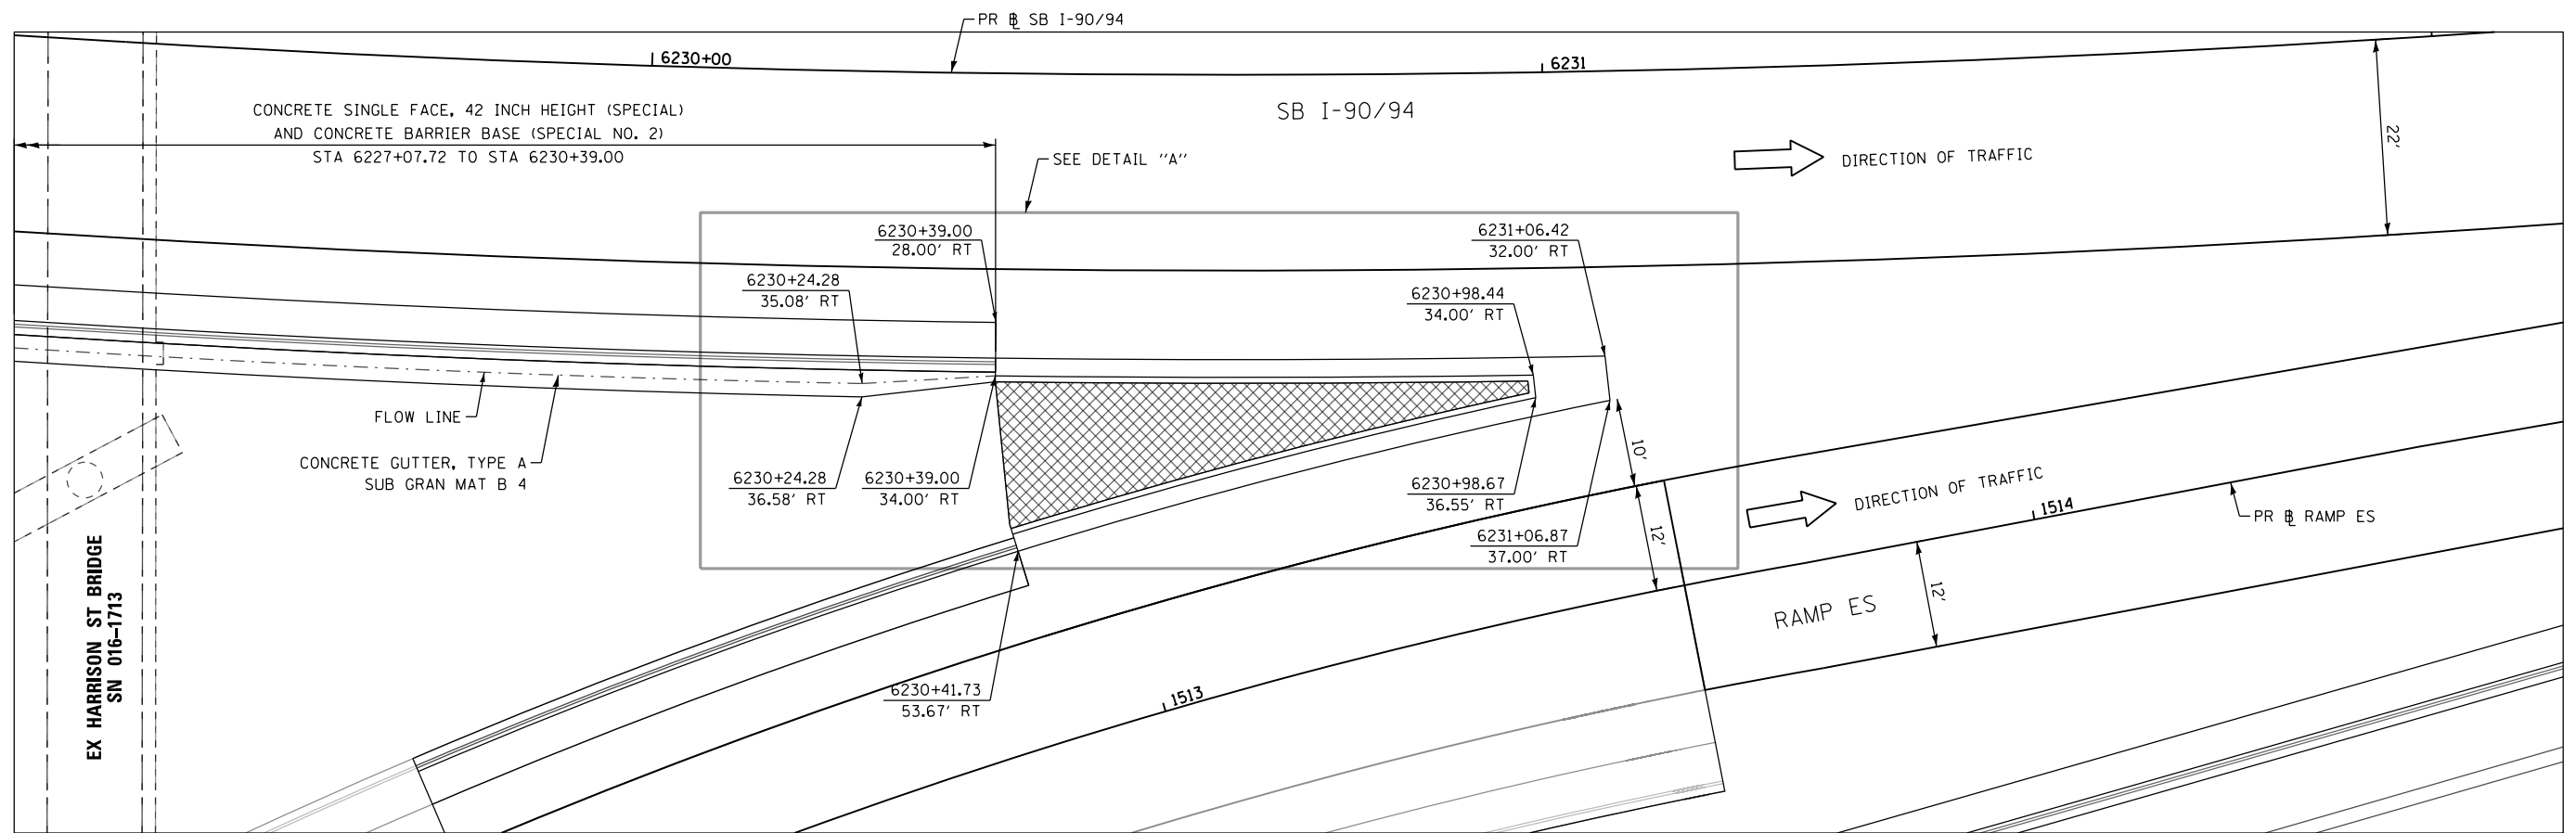 PR ℄ SB I-90/94
6230+00
6231
CONCRETE SINGLE FACE, 42 INCH HEIGHT (SPECIAL)
AND CONCRETE BARRIER BASE (SPECIAL NO. 2)
STA 6227+07.72 TO STA 6230+39.00
SB I-90/94
SEE DETAIL "A"
DIRECTION OF TRAFFIC
22'
6230+39.00
28.00' RT
6231+06.42
32.00' RT
6230+24.28
35.08' RT
6230+98.44
34.00' RT
FLOW LINE
CONCRETE GUTTER, TYPE A
SUB GRAN MAT B 4
6230+24.28
36.58' RT
6230+39.00
34.00' RT
6230+98.67
36.55' RT
6231+06.87
37.00' RT
10'
12'
DIRECTION OF TRAFFIC
1514
PR ℄ RAMP ES
RAMP ES
12'
EX HARRISON ST BRIDGE
SN 016-1713
6230+41.73
53.67' RT
1513